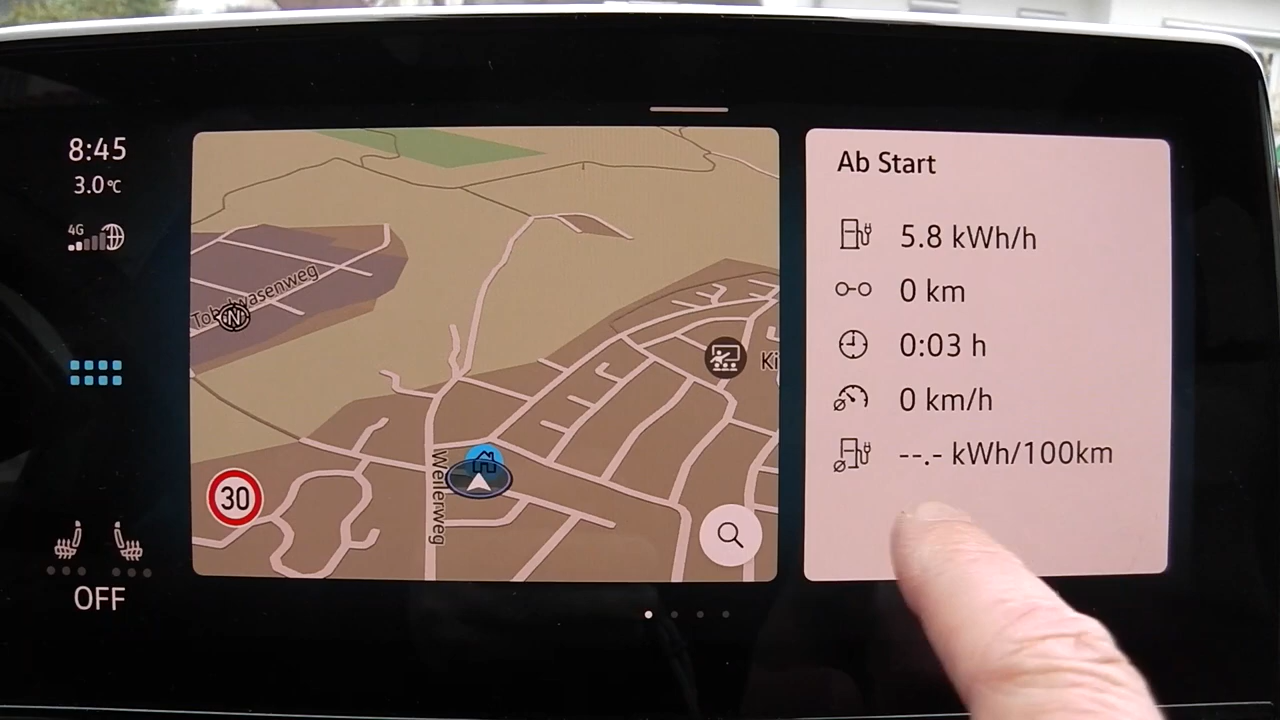 8:45
3.0°C
4G
OFF
Tobelwasenweg
N
Ki
Weilerweg
30
Ab Start
5.8 kWh/h
0 km
0:03 h
0 km/h
--.- kWh/100km